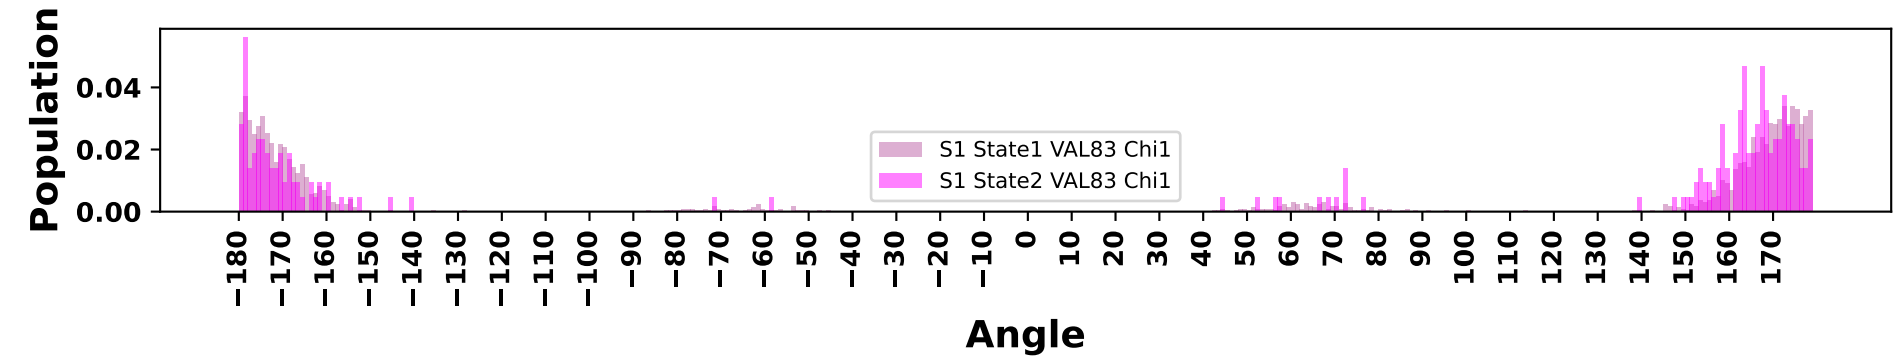 Population
0.04
0.02
0.00
S1 State1 VAL83 Chi1
S1 State2 VAL83 Chi1
−180 −170 −160 −150 −140 −130 −120 −110 −100 −90 −80 −70 −60 −50 −40 −30 −20 −10 0 10 20 30 40 50 60 70 80 90 100 110 120 130 140 150 160 170
Angle